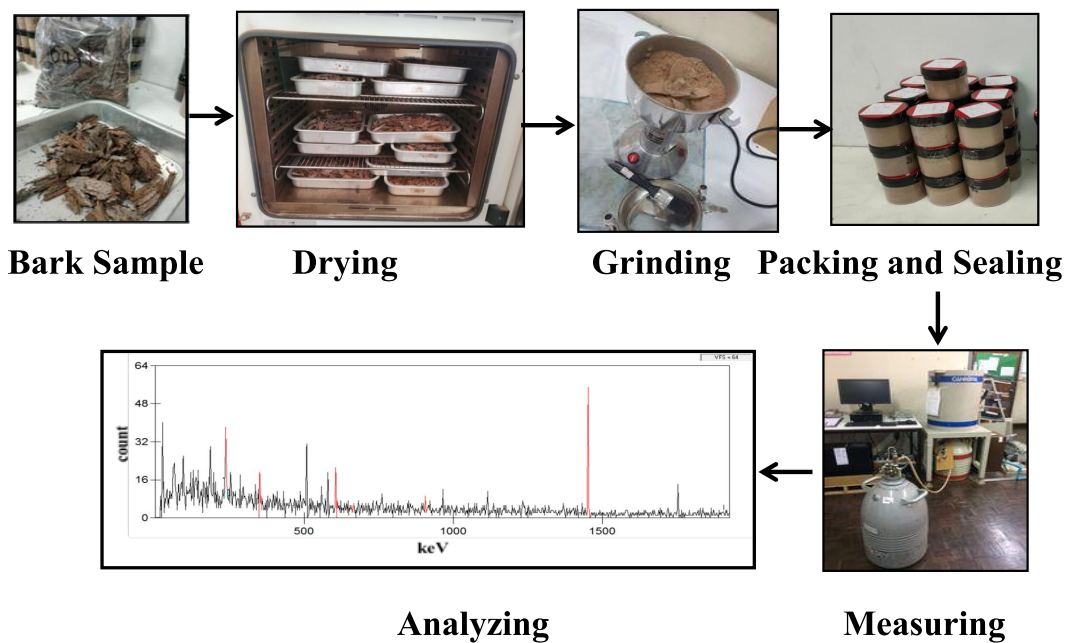 Bark Sample
Drying
Grinding
Packing and Sealing
VFS = 64
64
48
32
16
0
count
500
1000
1500
keV
CANBERRA
Analyzing
Measuring